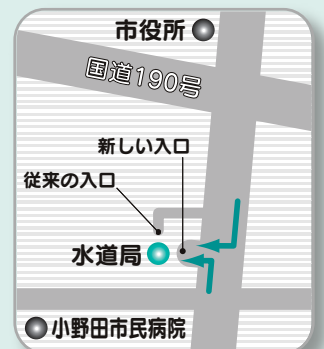 市役所
国道190号
新しい入口
従来の入口
水道局
小野田市民病院